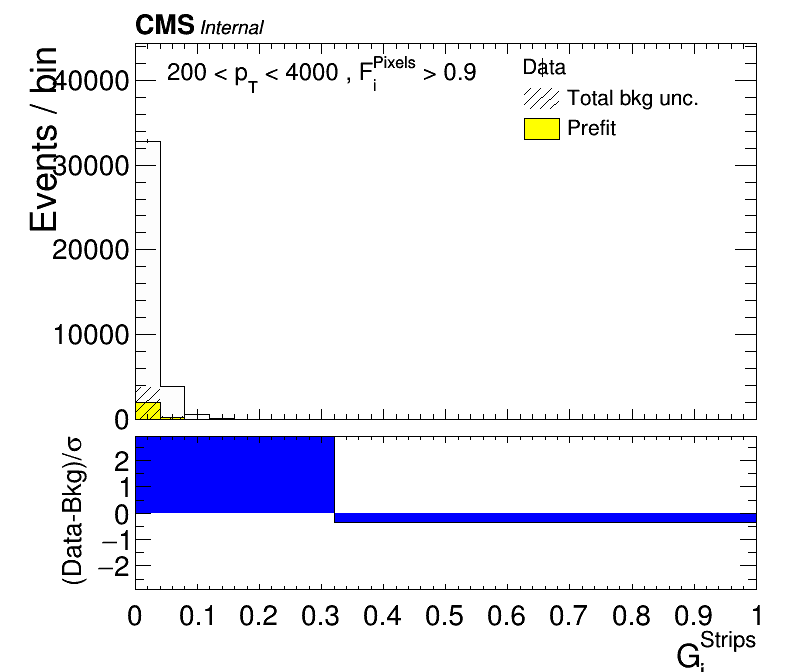 CMS Internal
200 < p_T < 4000 , F_i^Pixels > 0.9
Data
Total bkg unc.
Prefit
Events / bin
40000
30000
20000
10000
0
(Data-Bkg)/σ
2
1
0
−1
−2
0 0.1 0.2 0.3 0.4 0.5 0.6 0.7 0.8 0.9 1
G_i^Strips